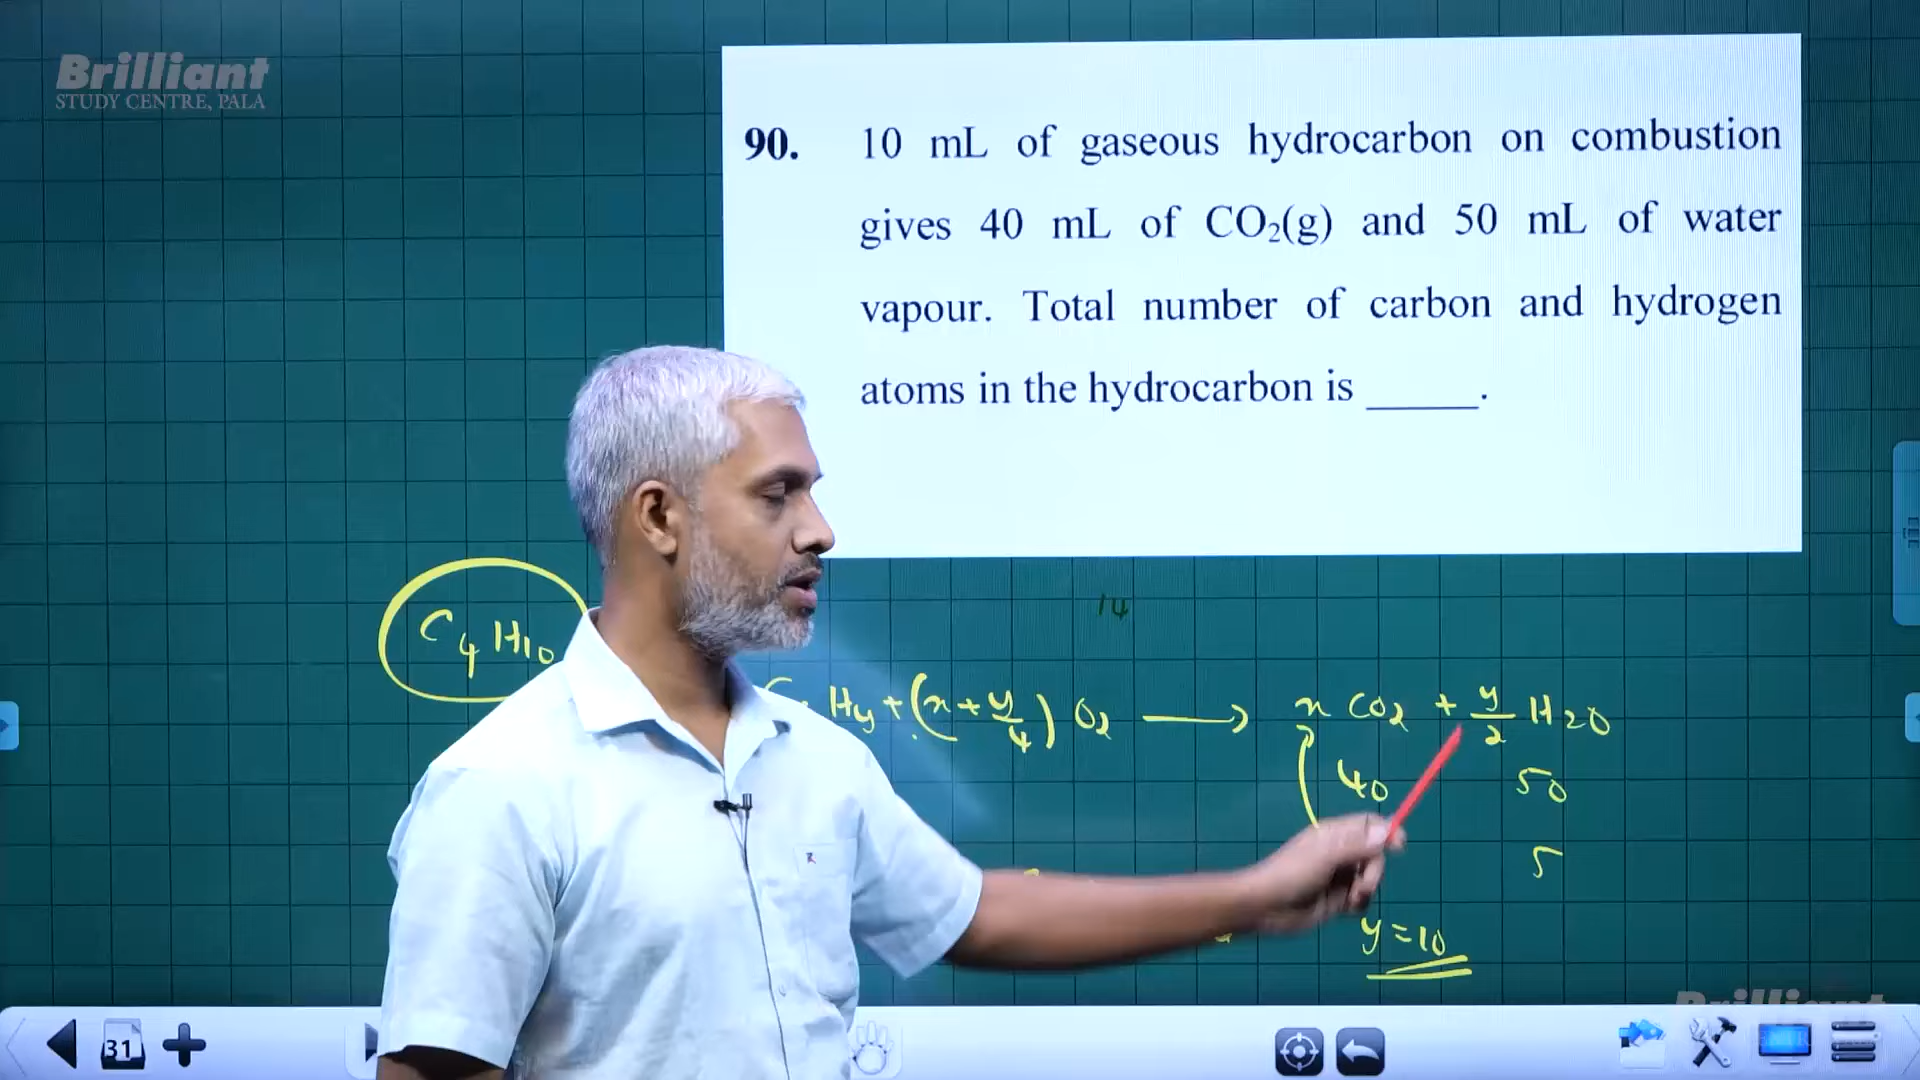 Brilliant
STUDY CENTRE, PALA
90. 10 mL of gaseous hydrocarbon on combustion
gives 40 mL of CO₂(g) and 50 mL of water
vapour. Total number of carbon and hydrogen
atoms in the hydrocarbon is _____.
14
C₄H₁₀
Hy + (x + y/4) O₂ → x CO₂ + y/2 H₂O
40 50
5
y = 10
Brilliant
31